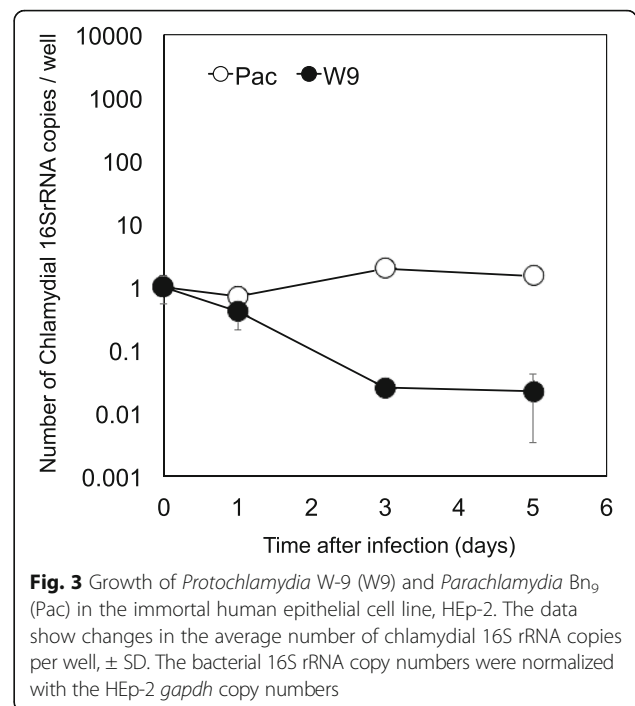 10000
1000
100
10
1
0.1
0.01
0.001
Number of Chlamydial 16SrRNA copies / well
Pac W9
0 1 2 3 4 5 6
Time after infection (days)
Fig. 3 Growth of Protochlamydia W-9 (W9) and Parachlamydia Bn₉
(Pac) in the immortal human epithelial cell line, HEp-2. The data
show changes in the average number of chlamydial 16S rRNA copies
per well, ± SD. The bacterial 16S rRNA copy numbers were normalized
with the HEp-2 gapdh copy numbers